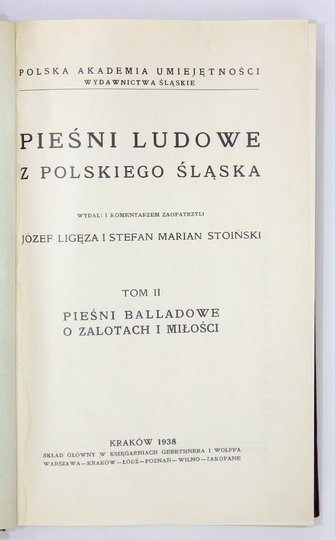 POLSKA AKADEMIA UMIEJĘTNOŚCI
WYDAWNICTWA ŚLĄSKIE
PIEŚNI LUDOWE
Z POLSKIEGO ŚLĄSKA
WYDALI I KOMENTARZEM ZAOPATRZYLI
JÓZEF LIGĘZA I STEFAN MARIAN STOIŃSKI
TOM II
PIEŚNI BALLADOWE
O ZALOTACH I MIŁOŚCI
KRAKÓW 1938
SKŁAD GŁÓWNY W KSIĘGARNIACH GEBETHNERA I WOLFFA
WARSZAWA—KRAKÓW—ŁÓDŹ—POZNAŃ—WILNO—ZAKOPANE